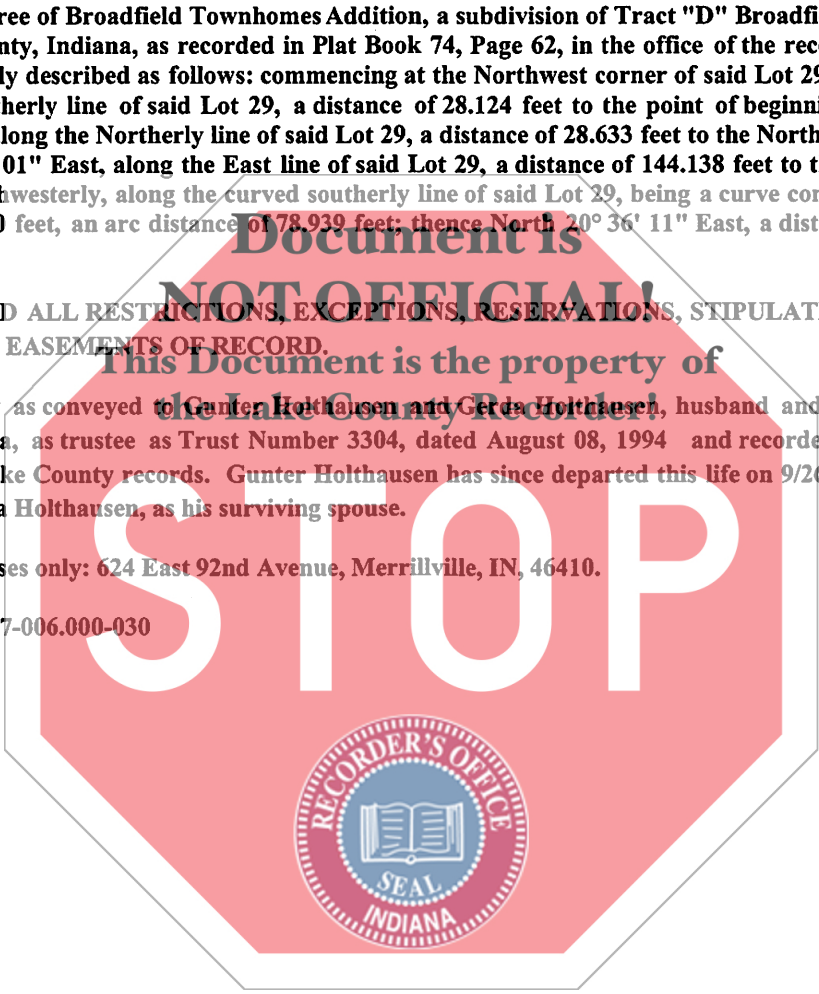 ree of Broadfield Townhomes Addition, a subdivision of Tract "D" Broadfi
nty, Indiana, as recorded in Plat Book 74, Page 62, in the office of the rec
ly described as follows: commencing at the Northwest corner of said Lot 29
therly line of said Lot 29, a distance of 28.124 feet to the point of beginni
long the Northerly line of said Lot 29, a distance of 28.633 feet to the North
01" East, along the East line of said Lot 29, a distance of 144.138 feet to t
hwesterly, along the curved southerly line of said Lot 29, being a curve con
0 feet, an arc distance of 78.939 feet; thence North 20° 36' 11" East, a dist
Document is
NOT OFFICIAL!
D ALL RESTRICTIONS, EXCEPTIONS, RESERVATIONS, STIPULAT
EASEMENTS OF RECORD.
This Document is the property of
the Lake County Recorder!
as conveyed to Gunter Holthausen and Gerda Holthausen, husband and
a, as trustee as Trust Number 3304, dated August 08, 1994 and recorde
ke County records. Gunter Holthausen has since departed this life on 9/26
a Holthausen, as his surviving spouse.
STOP
ses only: 624 East 92nd Avenue, Merrillville, IN, 46410.
7-006.000-030
RECORDER'S OFFICE
SEAL
INDIANA